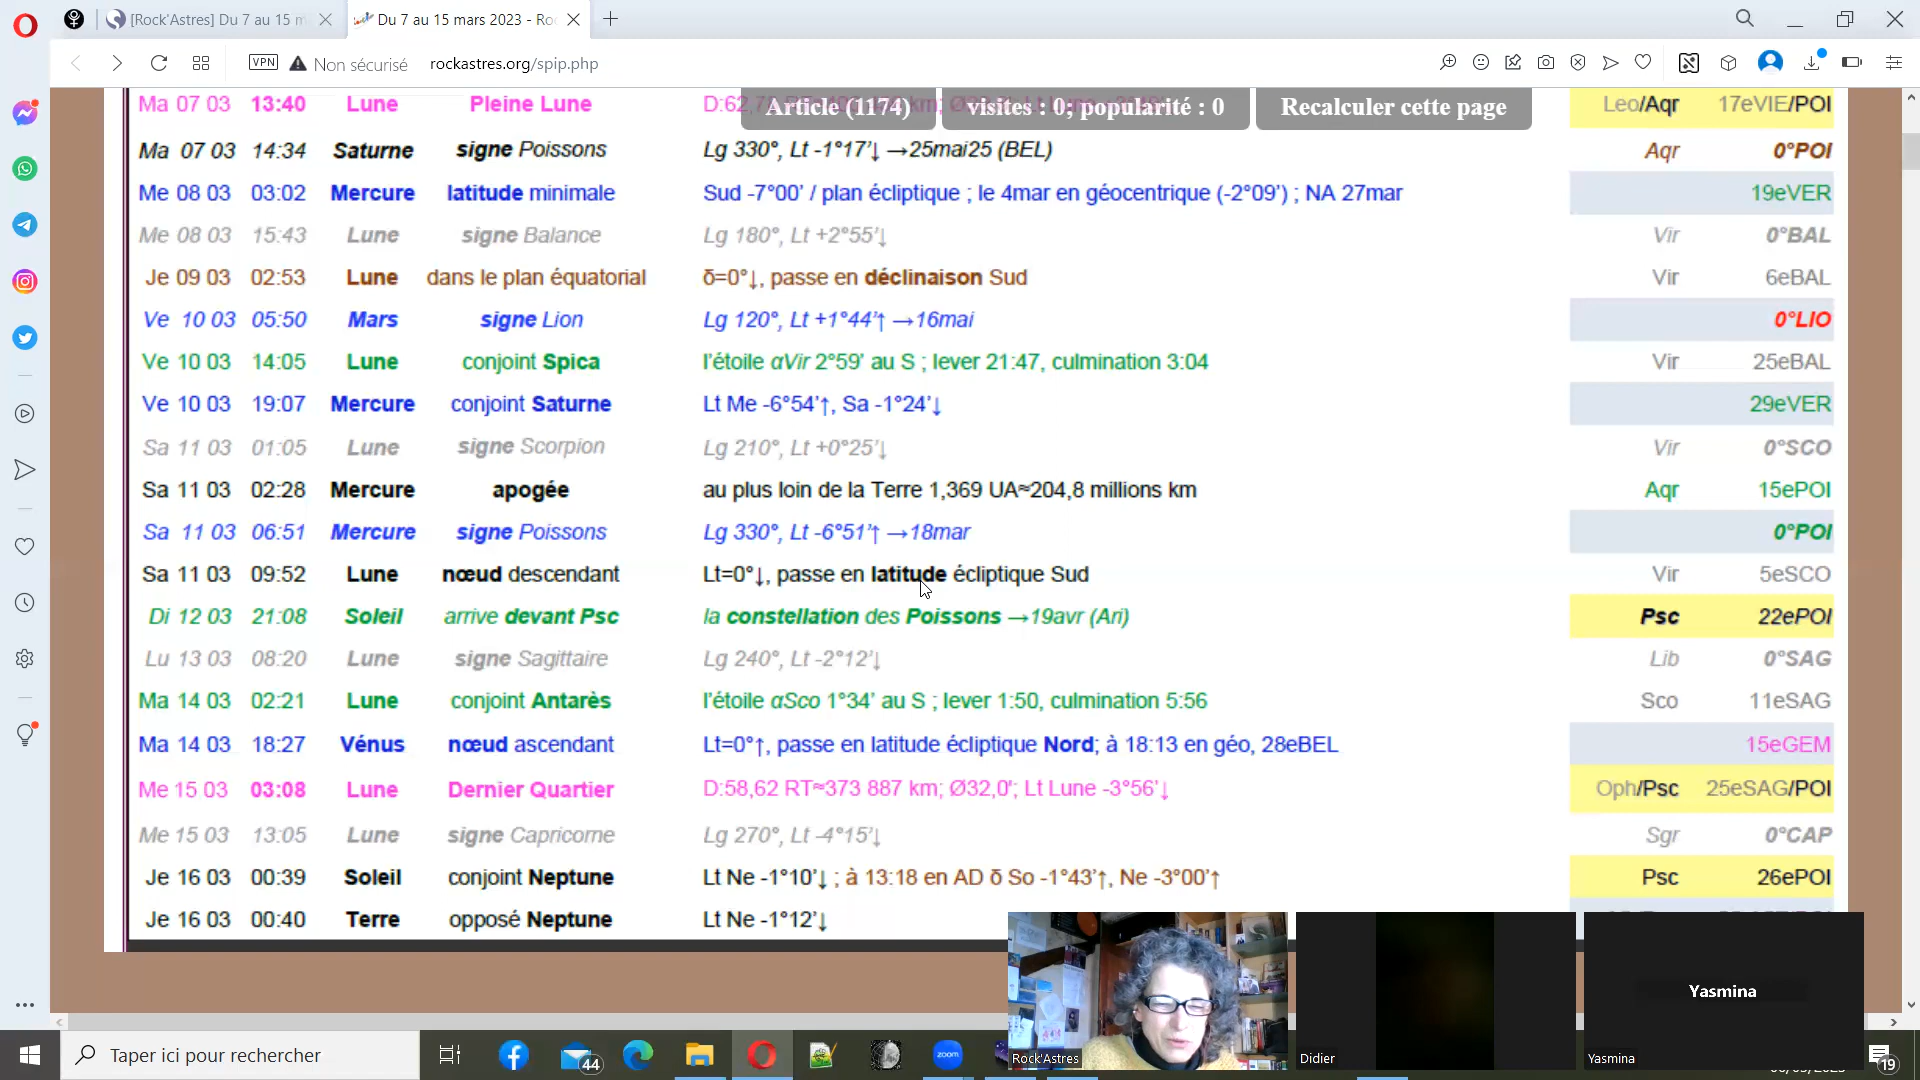 [Rock'Astres] Du 7 au 15 m
Du 7 au 15 mars 2023 - Ro
VPN Non sécurisé rockastres.org/spip.php
Article (1174) visites : 0; popularité : 0 Recalculer cette page
Ma 07 03 13:40 Lune Pleine Lune Leo/Aqr 17eVIE/POI
Ma 07 03 14:34 Saturne signe Poissons Lg 330°, Lt -1°17'↓ →25mai25 (BEL) Aqr 0°POI
Me 08 03 03:02 Mercure latitude minimale Sud -7°00' / plan écliptique ; le 4mar en géocentrique (-2°09') ; NA 27mar 19eVER
Me 08 03 15:43 Lune signe Balance Lg 180°, Lt +2°55'↓ Vir 0°BAL
Je 09 03 02:53 Lune dans le plan équatorial δ=0°↓, passe en déclinaison Sud Vir 6eBAL
Ve 10 03 05:50 Mars signe Lion Lg 120°, Lt +1°44'↑ →16mai 0°LIO
Ve 10 03 14:05 Lune conjoint Spica l'étoile αVir 2°59' au S ; lever 21:47, culmination 3:04 Vir 25eBAL
Ve 10 03 19:07 Mercure conjoint Saturne Lt Me -6°54'↑, Sa -1°24'↓ 29eVER
Sa 11 03 01:05 Lune signe Scorpion Lg 210°, Lt +0°25'↓ Vir 0°SCO
Sa 11 03 02:28 Mercure apogée au plus loin de la Terre 1,369 UA≈204,8 millions km Aqr 15ePOI
Sa 11 03 06:51 Mercure signe Poissons Lg 330°, Lt -6°51'↑ →18mar 0°POI
Sa 11 03 09:52 Lune nœud descendant Lt=0°↓, passe en latitude écliptique Sud Vir 5eSCO
Di 12 03 21:08 Soleil arrive devant Psc la constellation des Poissons →19avr (Ari) Psc 22ePOI
Lu 13 03 08:20 Lune signe Sagittaire Lg 240°, Lt -2°12'↓ Lib 0°SAG
Ma 14 03 02:21 Lune conjoint Antarès l'étoile αSco 1°34' au S ; lever 1:50, culmination 5:56 Sco 11eSAG
Ma 14 03 18:27 Vénus nœud ascendant Lt=0°↑, passe en latitude écliptique Nord; à 18:13 en géo, 28eBEL 15eGEM
Me 15 03 03:08 Lune Dernier Quartier D:58,62 RT≈373 887 km; Ø32,0'; Lt Lune -3°56'↓ Oph/Psc 25eSAG/POI
Me 15 03 13:05 Lune signe Capricorne Lg 270°, Lt -4°15'↓ Sgr 0°CAP
Je 16 03 00:39 Soleil conjoint Neptune Lt Ne -1°10'↓ ; à 13:18 en AD δ So -1°43'↑, Ne -3°00'↑ Psc 26ePOI
Je 16 03 00:40 Terre opposé Neptune Lt Ne -1°12'↓
Yasmina
Rock'Astres Didier Yasmina
Taper ici pour rechercher
44
zoom
19